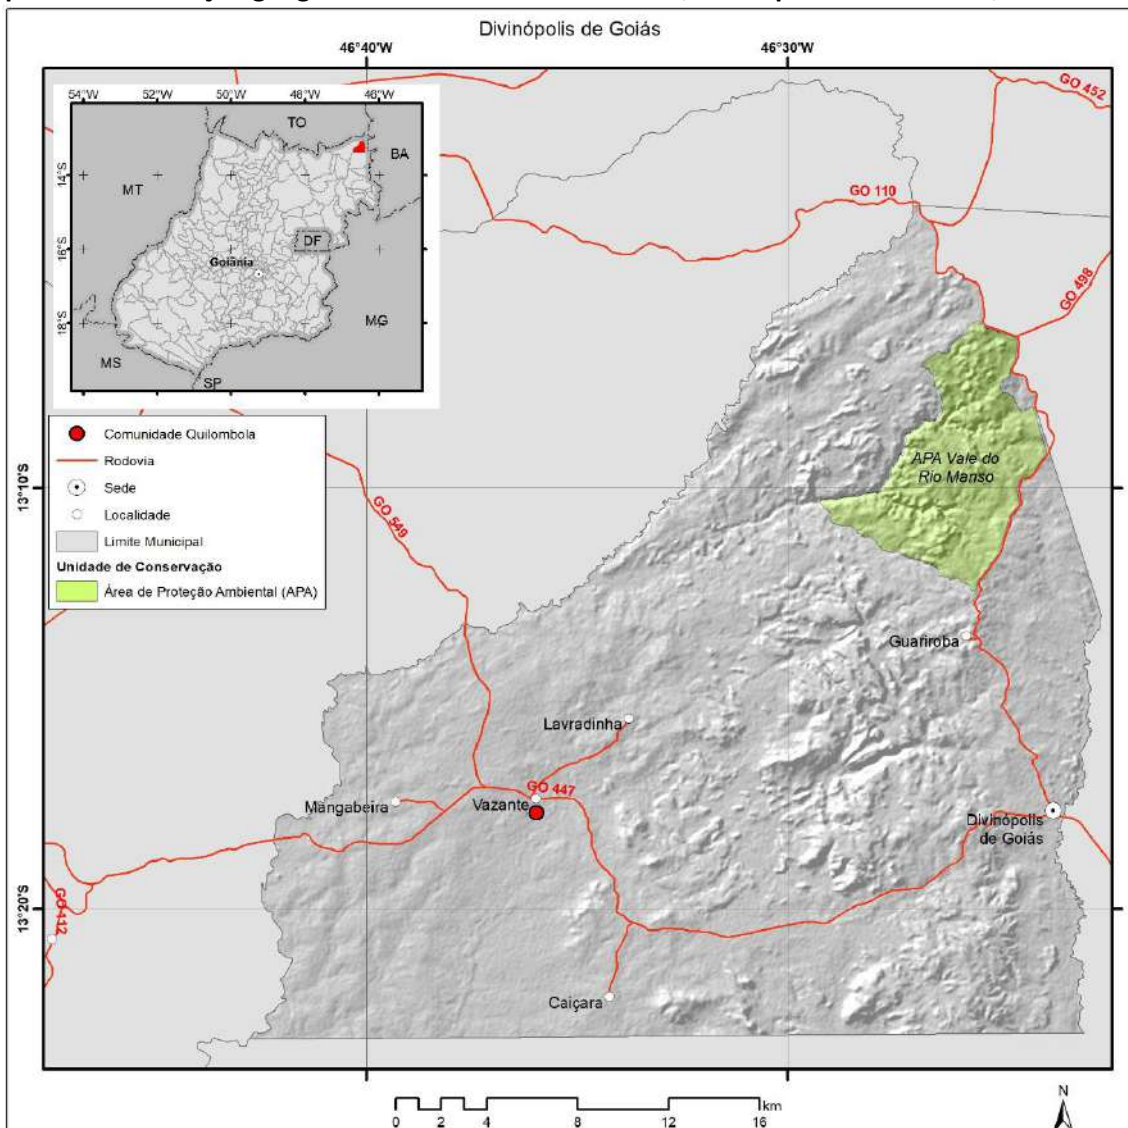 Divinópolis de Goiás
46°40'W
46°30'W
54°W
52°W
50°W
48°W
46°W
14°S
16°S
18°S
TO
BA
MT
DF
Goiânia
MG
MS
SP
GO 452
GO 110
GO 498
APA Vale do
Rio Manso
13°10'S
GO 549
Comunidade Quilombola
Rodovia
Sede
Localidade
Limite Municipal
Unidade de Conservação
Área de Proteção Ambiental (APA)
Guariroba
Lavradinha
GO 447
Mangabeira
Vazante
Divinópolis
de Goiás
13°20'S
GO 412
Caiçara
N
km
0
2
4
8
12
16